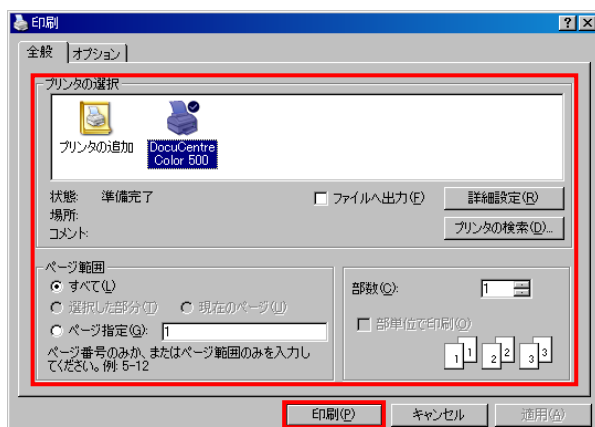 印刷
全般 オプション
プリンタの選択
プリンタの追加
DocuCentre
Color 500
状態: 準備完了
ファイルへ出力(F)
詳細設定(R)
場所:
コメント:
プリンタの検索(D)...
ページ範囲
すべて(L)
選択した部分(T) 現在のページ(U)
ページ指定(G): 1
ページ番号のみか、またはページ範囲のみを入力し
てください。例: 5-12
部数(C): 1
部単位で印刷(O)
1 1 2 2 3 3
印刷(P) キャンセル 適用(A)